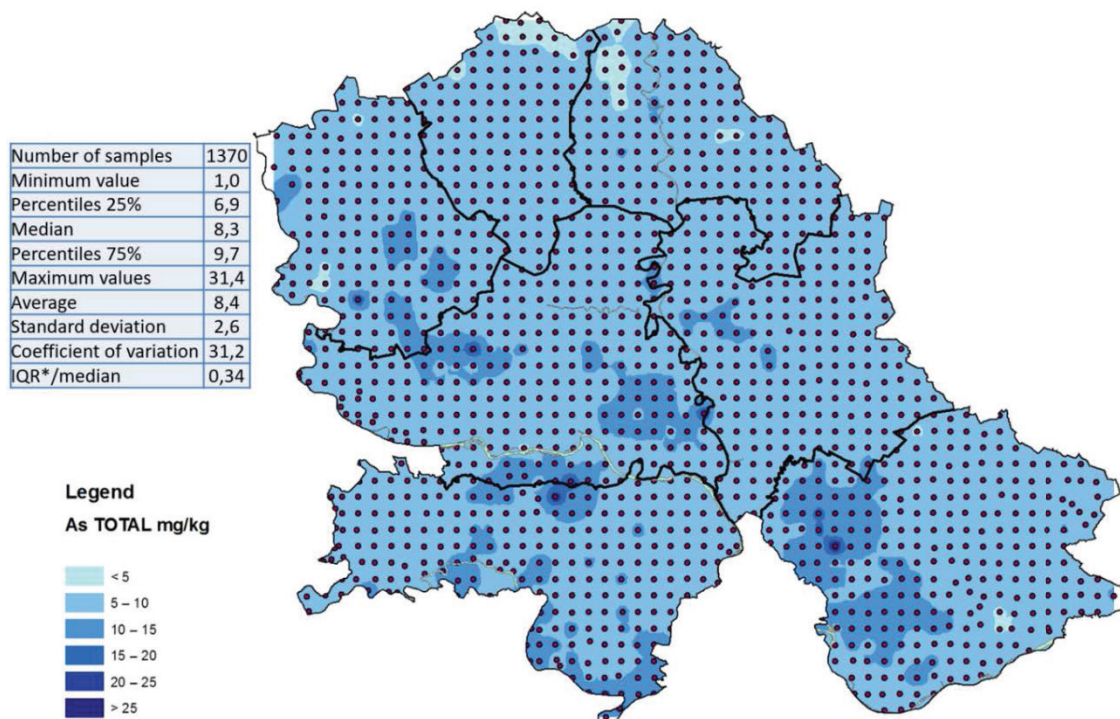 Number of samples 1370
Minimum value 1,0
Percentiles 25% 6,9
Median 8,3
Percentiles 75% 9,7
Maximum values 31,4
Average 8,4
Standard deviation 2,6
Coefficient of variation 31,2
IQR*/median 0,34
Legend
As TOTAL mg/kg
< 5
5 – 10
10 – 15
15 – 20
20 – 25
> 25